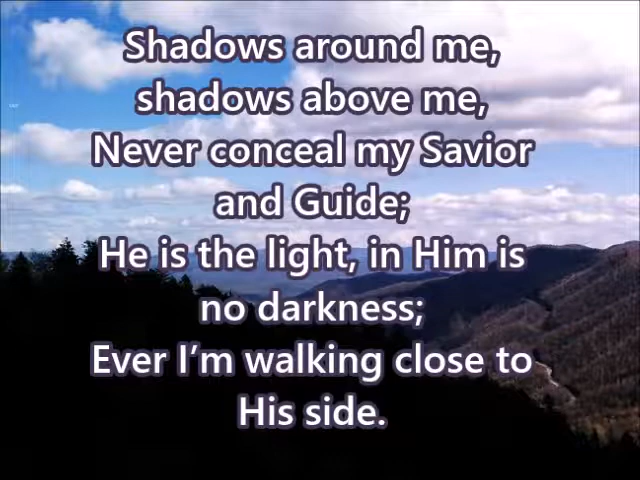 Shadows around me,
shadows above me,
Never conceal my Savior
and Guide;
He is the light, in Him is
no darkness;
Ever I’m walking close to
His side.